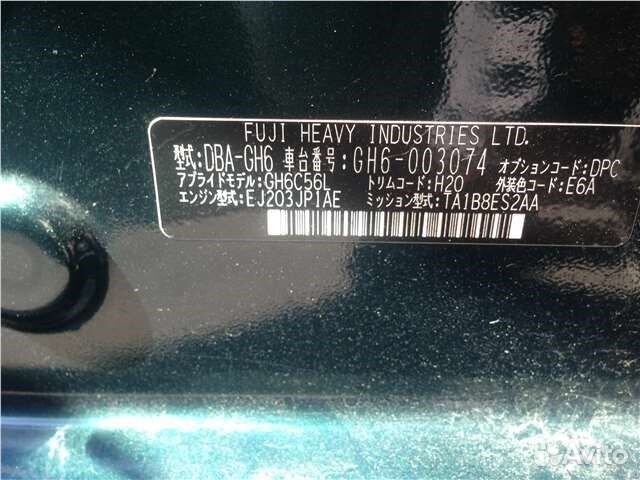 FUJI HEAVY INDUSTRIES LTD.
型式:DBA-GH6 車台番号:GH6-003074 オプションコード:DPC
アプライドモデル:GH6C56L トリムコード:H20 外装色コード:E6A
エンジン型式:EJ203JP1AE ミッション型式:TA1B8ES2AA
Avito